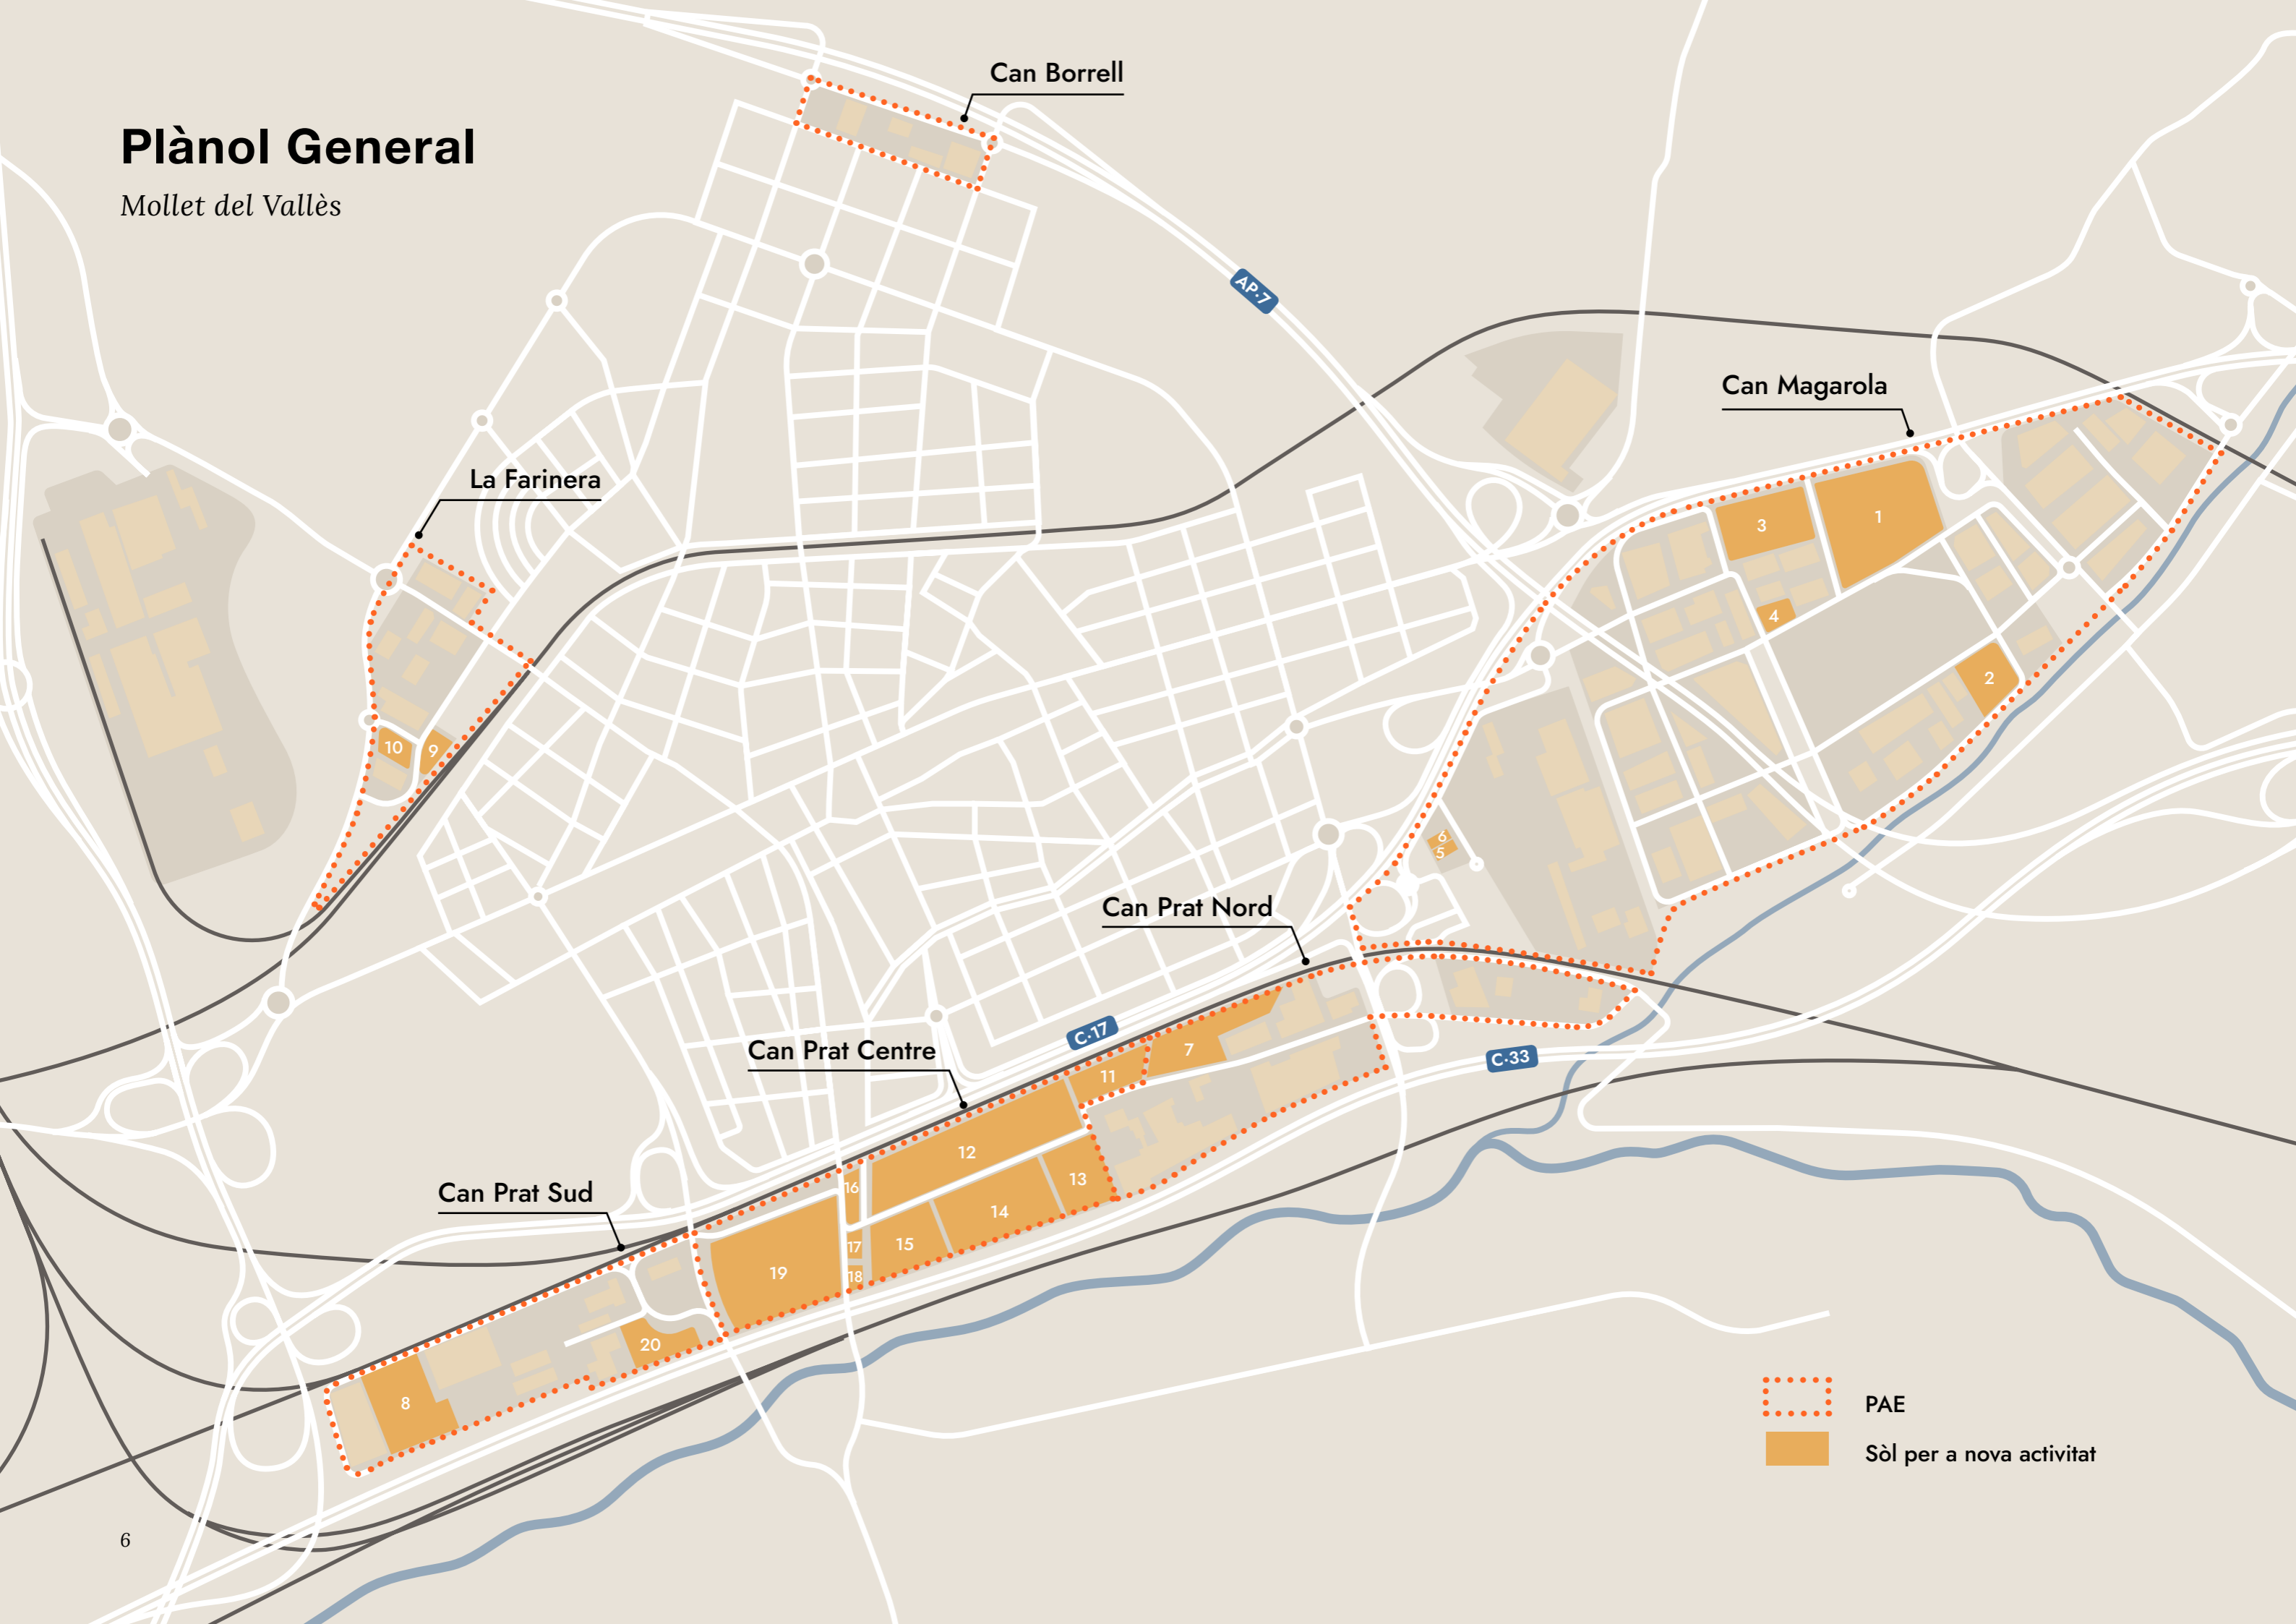 Plànol General
Mollet del Vallès
Can Borrell
AP·7
Can Magarola
La Farinera
3
1
4
2
10
9
6
5
Can Prat Nord
C·17
Can Prat Centre
7
C·33
11
12
13
16
Can Prat Sud
14
15
17
18
19
20
8
PAE
Sòl per a nova activitat
6